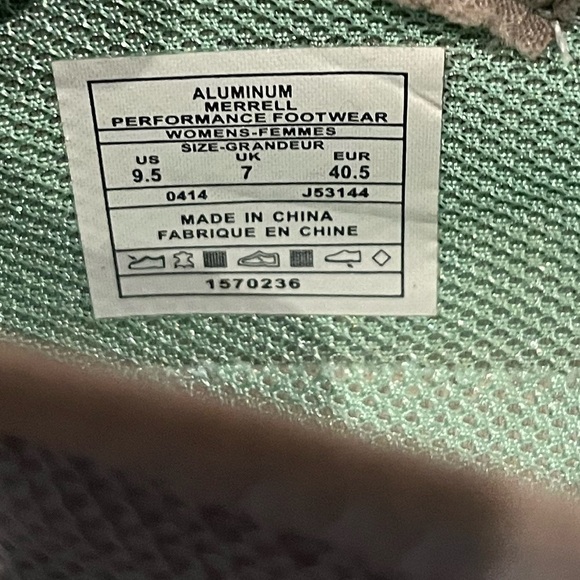 ALUMINUM
MERRELL
PERFORMANCE FOOTWEAR
WOMENS-FEMMES
SIZE-GRANDEUR
US UK EUR
9.5 7 40.5
0414 J53144
MADE IN CHINA
FABRIQUE EN CHINE
1570236